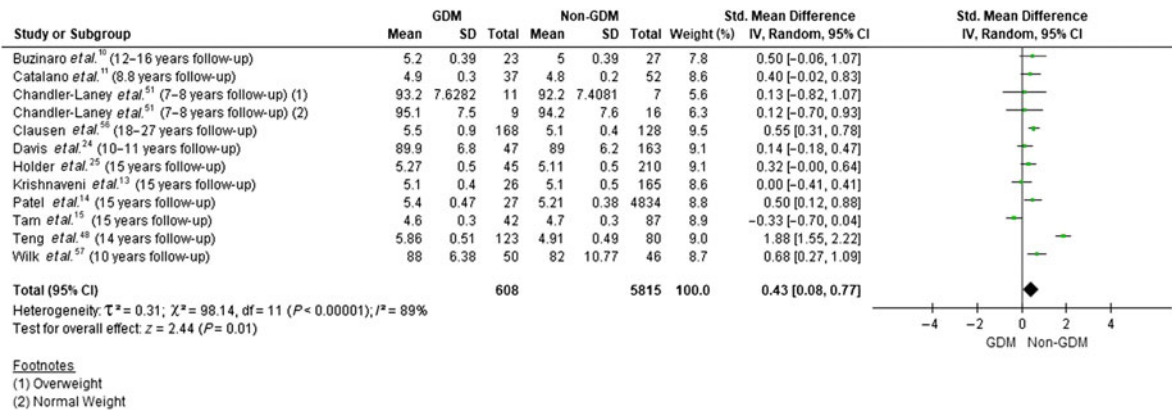 GDM Non-GDM Std. Mean Difference Std. Mean Difference
Study or Subgroup Mean SD Total Mean SD Total Weight (%) IV, Random, 95% CI IV, Random, 95% CI
Buzinaro et al.10 (12–16 years follow-up) 5.2 0.39 23 5 0.39 27 7.8 0.50 [-0.06, 1.07]
Catalano et al.11 (8.8 years follow-up) 4.9 0.3 37 4.8 0.2 52 8.6 0.40 [-0.02, 0.83]
Chandler-Laney et al.51 (7–8 years follow-up) (1) 93.2 7.6282 11 92.2 7.4081 7 5.6 0.13 [-0.82, 1.07]
Chandler-Laney et al.51 (7–8 years follow-up) (2) 95.1 7.5 9 94.2 7.6 16 6.3 0.12 [-0.70, 0.93]
Clausen et al.56 (18–27 years follow-up) 5.5 0.9 168 5.1 0.4 128 9.5 0.55 [0.31, 0.78]
Davis et al.24 (10–11 years follow-up) 89.9 6.8 47 89 6.2 163 9.1 0.14 [-0.18, 0.47]
Holder et al.25 (15 years follow-up) 5.27 0.5 45 5.11 0.5 210 9.1 0.32 [-0.00, 0.64]
Krishnaveni et al.13 (15 years follow-up) 5.1 0.4 26 5.1 0.5 165 8.6 0.00 [-0.41, 0.41]
Patel et al.14 (15 years follow-up) 5.4 0.47 27 5.21 0.38 4834 8.8 0.50 [0.12, 0.88]
Tam et al.15 (15 years follow-up) 4.6 0.3 42 4.7 0.3 87 8.9 -0.33 [-0.70, 0.04]
Teng et al.48 (14 years follow-up) 5.86 0.51 123 4.91 0.49 80 9.0 1.88 [1.55, 2.22]
Wilk et al.57 (10 years follow-up) 88 6.38 50 82 10.77 46 8.7 0.68 [0.27, 1.09]
Total (95% CI) 608 5815 100.0 0.43 [0.08, 0.77]
Heterogeneity: τ² = 0.31; χ² = 98.14, df = 11 (P < 0.00001); I² = 89%
Test for overall effect: z = 2.44 (P = 0.01)
−4 −2 0 2 4
GDM Non-GDM
Footnotes
(1) Overweight
(2) Normal Weight